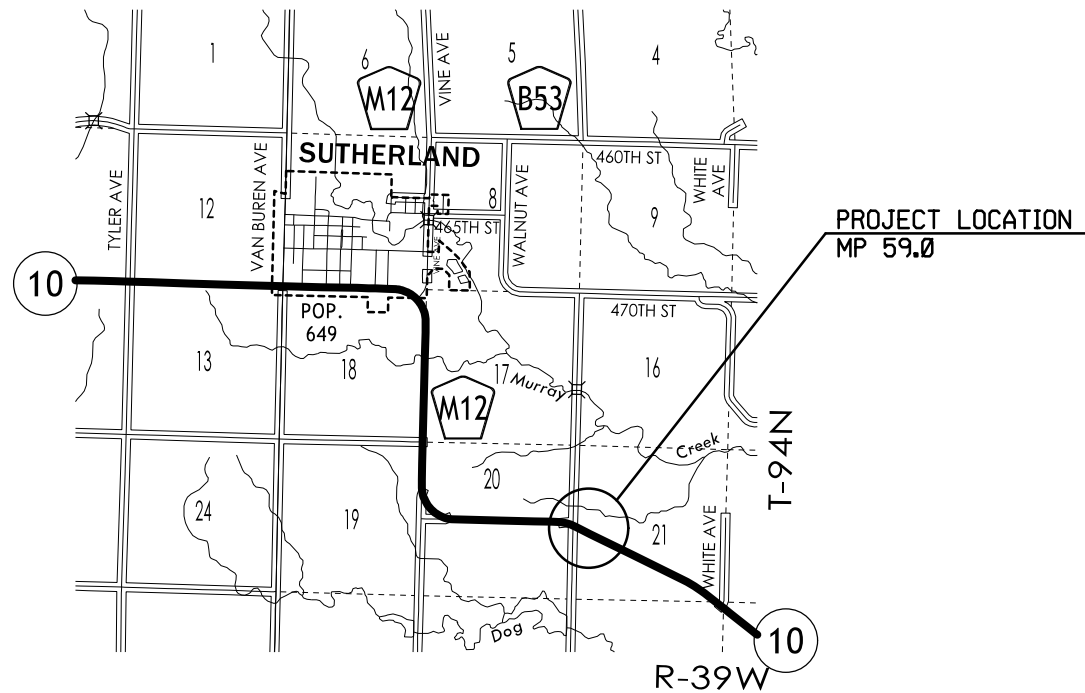 1
6
5
4
M12
VINE AVE
B53
SUTHERLAND
460TH ST
WHITE AVE
TYLER AVE
12
VAN BUREN AVE
8
WALNUT AVE
9
465TH ST
VINE AVE
PROJECT LOCATION
MP 59.0
10
POP.
649
470TH ST
13
18
17
Murray
16
M12
Creek
T-94N
20
24
19
21
WHITE AVE
Dog
10
R-39W